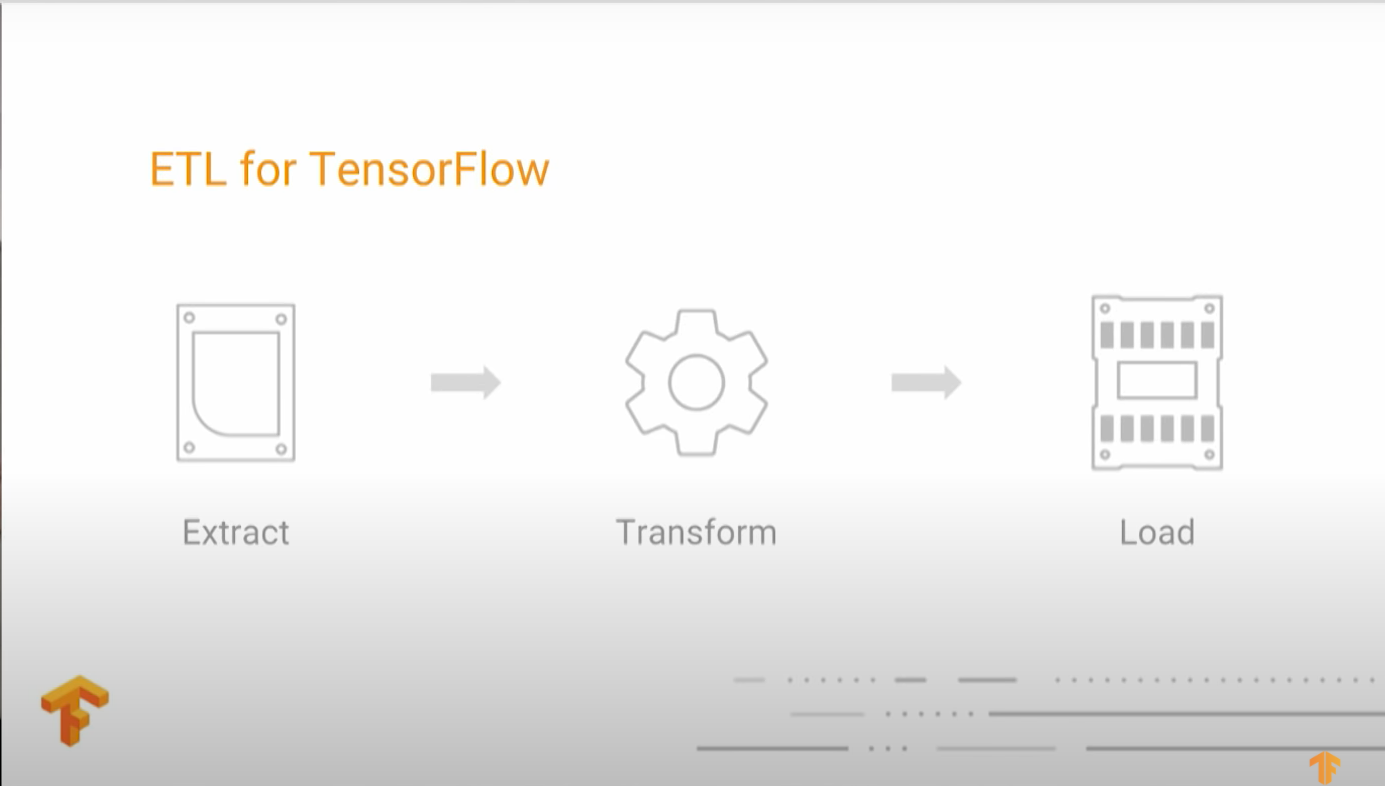 ETL for TensorFlow
Extract
Transform
Load